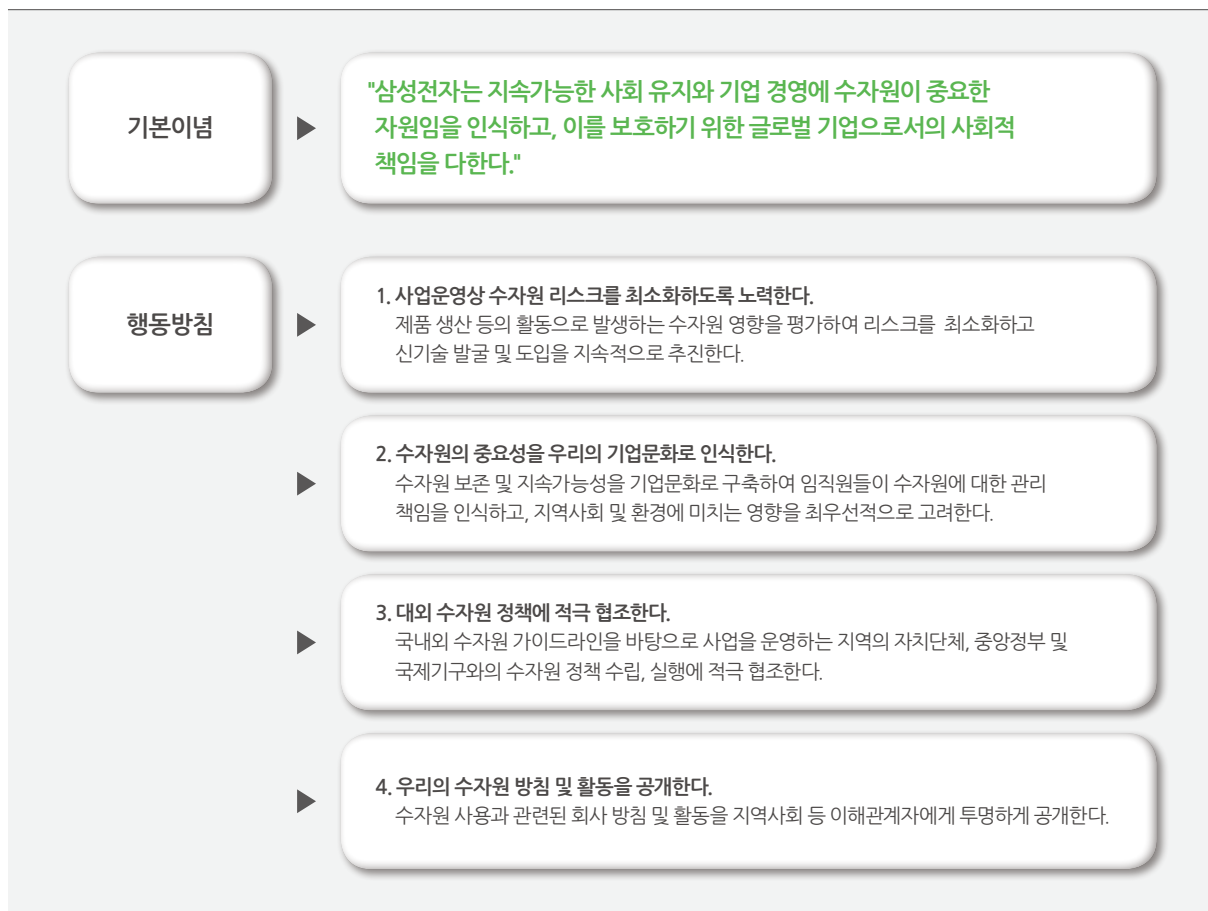 기본이념
"삼성전자는 지속가능한 사회 유지와 기업 경영에 수자원이 중요한
자원임을 인식하고, 이를 보호하기 위한 글로벌 기업으로서의 사회적
책임을 다한다."
행동방침
1. 사업운영상 수자원 리스크를 최소화하도록 노력한다.
제품 생산 등의 활동으로 발생하는 수자원 영향을 평가하여 리스크를 최소화하고
신기술 발굴 및 도입을 지속적으로 추진한다.
2. 수자원의 중요성을 우리의 기업문화로 인식한다.
수자원 보존 및 지속가능성을 기업문화로 구축하여 임직원들이 수자원에 대한 관리
책임을 인식하고, 지역사회 및 환경에 미치는 영향을 최우선적으로 고려한다.
3. 대외 수자원 정책에 적극 협조한다.
국내외 수자원 가이드라인을 바탕으로 사업을 운영하는 지역의 자치단체, 중앙정부 및
국제기구와의 수자원 정책 수립, 실행에 적극 협조한다.
4. 우리의 수자원 방침 및 활동을 공개한다.
수자원 사용과 관련된 회사 방침 및 활동을 지역사회 등 이해관계자에게 투명하게 공개한다.